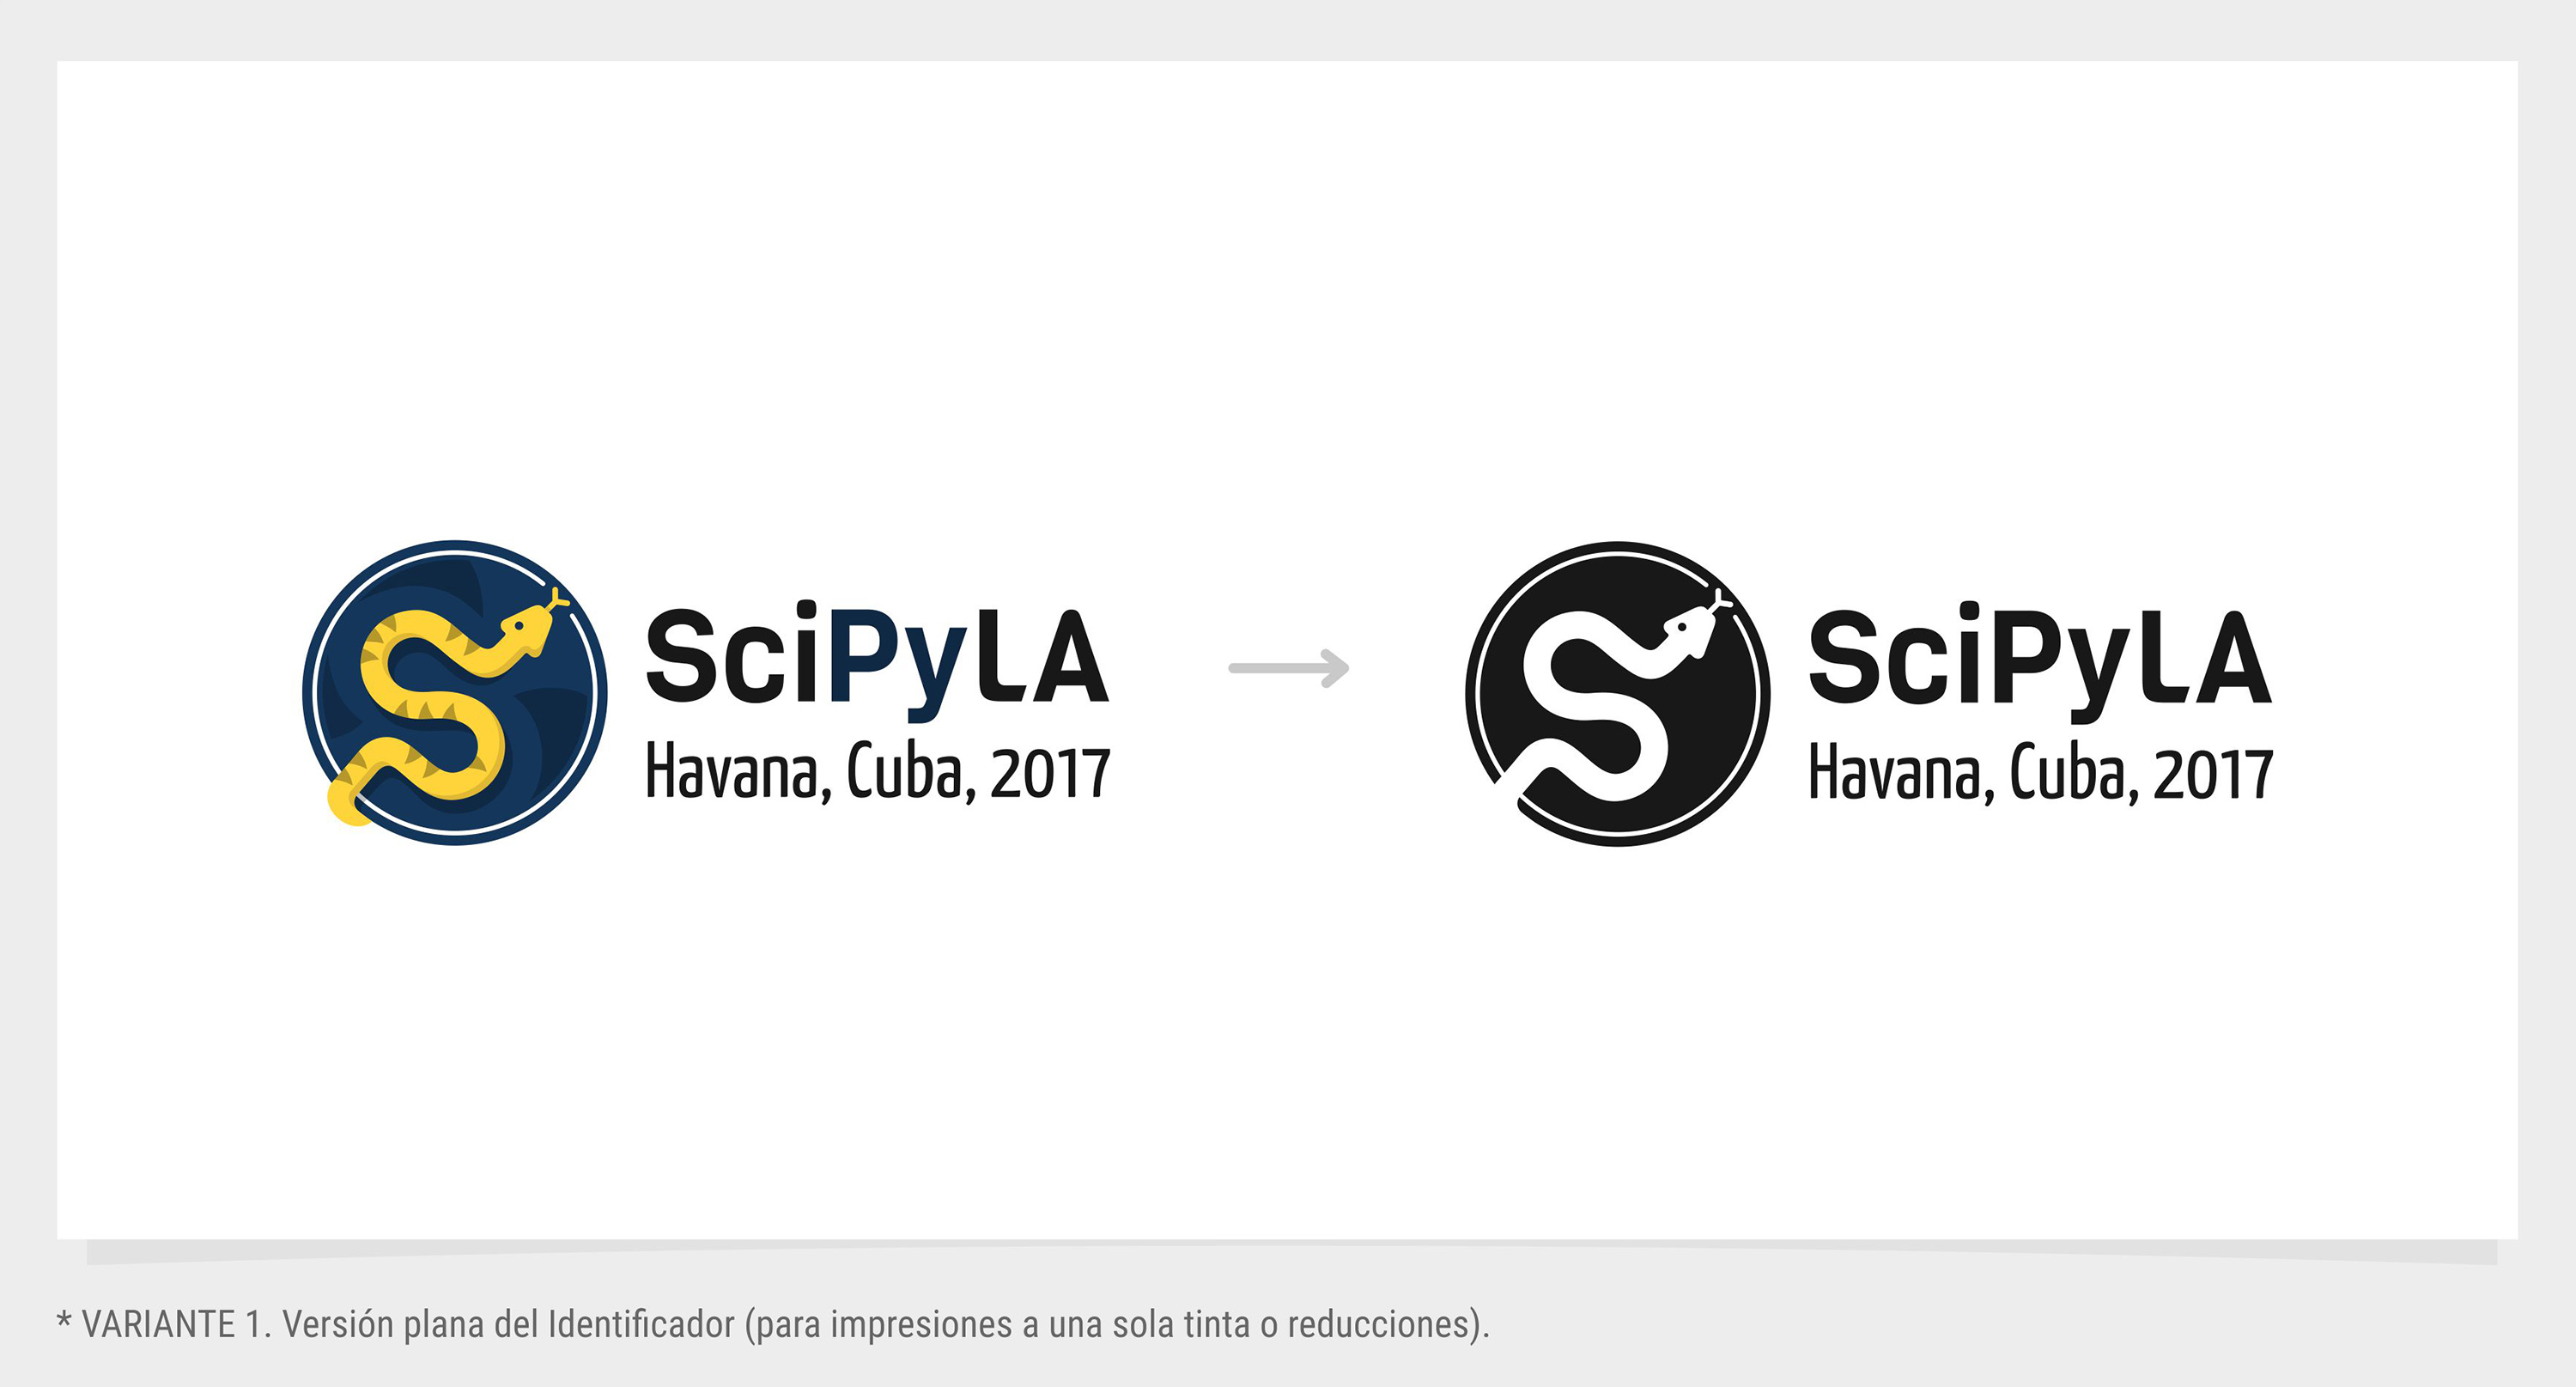 SciPyLA
Havana, Cuba, 2017
SciPyLA
Havana, Cuba, 2017
* VARIANTE 1. Versión plana del Identificador (para impresiones a una sola tinta o reducciones).